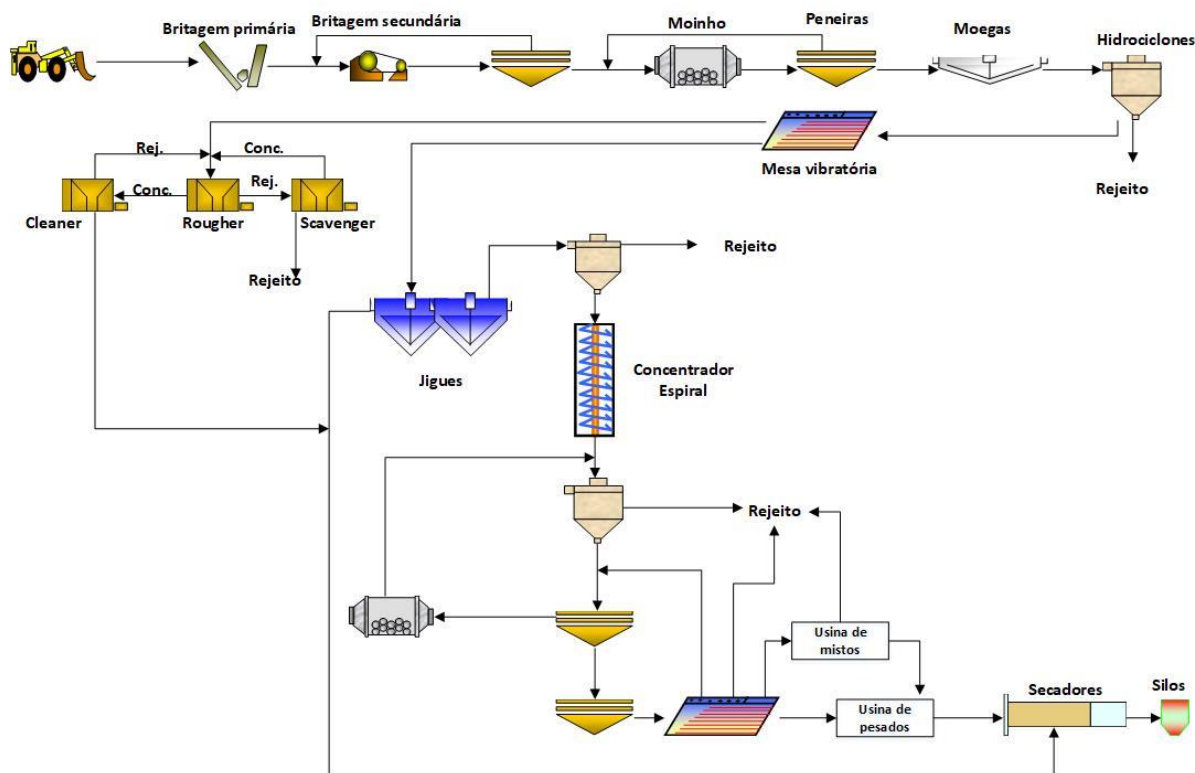 Britagem primária
Britagem secundária
Moinho
Peneiras
Moegas
Hidrociclones
Rej.
Conc.
Conc.
Rej.
Mesa vibratória
Rejeito
Cleaner
Rougher
Scavenger
Rejeito
Rejeito
Jigues
Concentrador
Espiral
Rejeito
Usina de
mistos
Usina de
pesados
Secadores
Silos